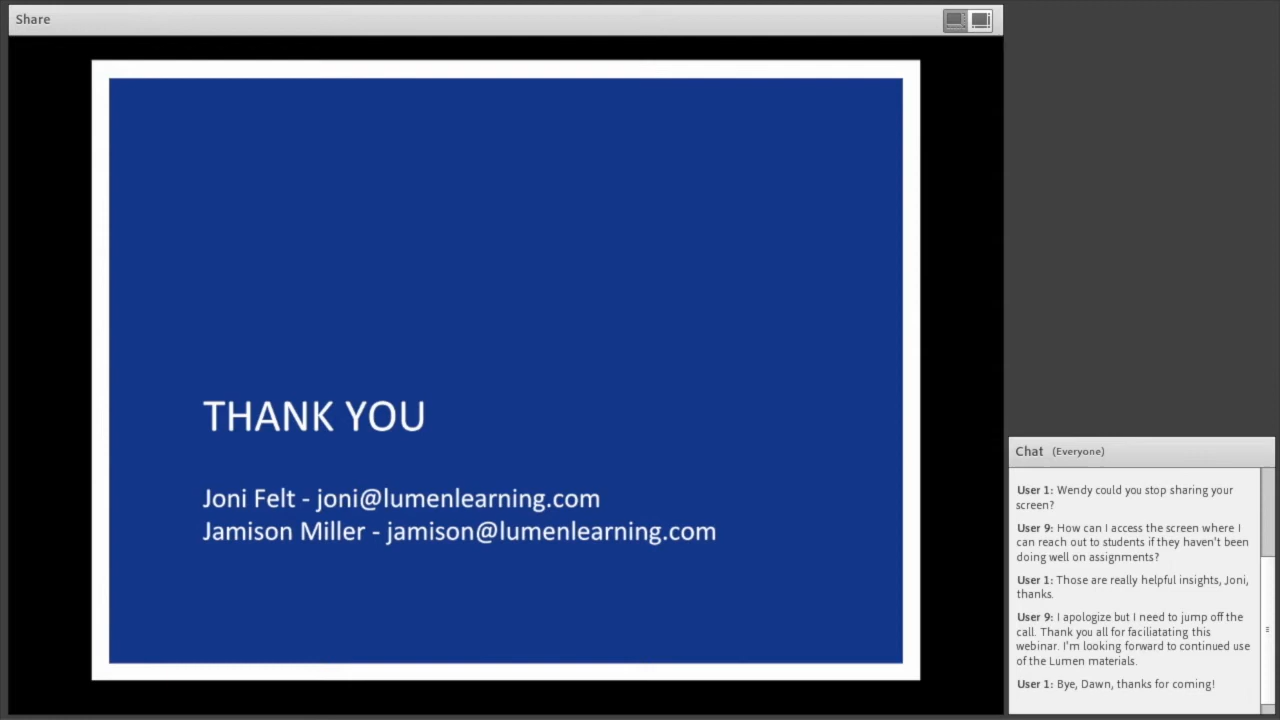 Share
THANK YOU
Joni Felt - joni@lumenlearning.com
Jamison Miller - jamison@lumenlearning.com
Chat (Everyone)
User 1: Wendy could you stop sharing your
screen?
User 9: How can I access the screen where I
can reach out to students if they haven't been
doing well on assignments?
User 1: Those are really helpful insights, Joni,
thanks.
User 9: I apologize but I need to jump off the
call. Thank you all for faciliatating this
webinar. I'm looking forward to continued use
of the Lumen materials.
User 1: Bye, Dawn, thanks for coming!